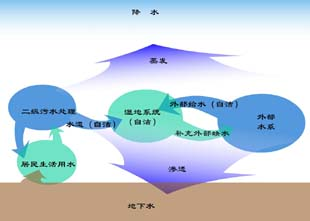 降 水
蒸发
二级污水处理
水道（自洁）
湿地系统
（自洁）
外部给水（自洁）
外部
水系
补充外部缺水
居民生活用水
渗透
地下水